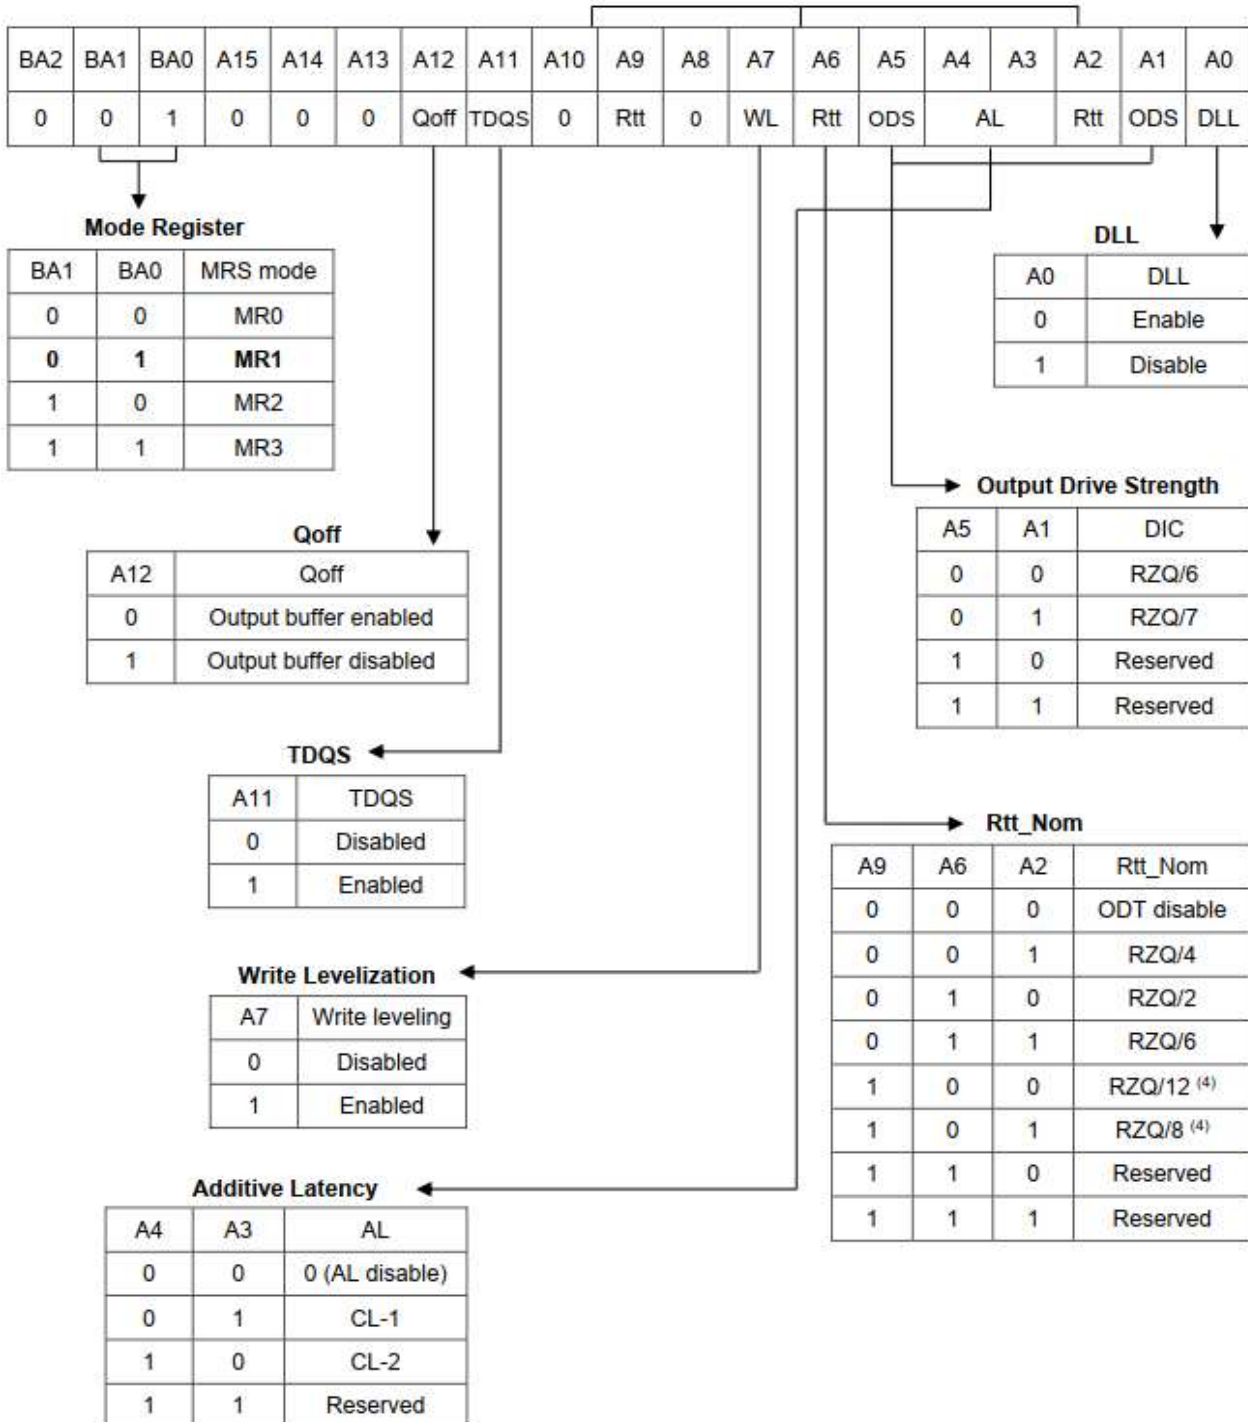 BA2 BA1 BA0 A15 A14 A13 A12 A11 A10 A9 A8 A7 A6 A5 A4 A3 A2 A1 A0
0 0 1 0 0 0 Qoff TDQS 0 Rtt 0 WL Rtt ODS AL Rtt ODS DLL
Mode Register
BA1 BA0 MRS mode
0 0 MR0
0 1 MR1
1 0 MR2
1 1 MR3
DLL
A0 DLL
0 Enable
1 Disable
Output Drive Strength
A5 A1 DIC
0 0 RZQ/6
0 1 RZQ/7
1 0 Reserved
1 1 Reserved
Qoff
A12 Qoff
0 Output buffer enabled
1 Output buffer disabled
TDQS
A11 TDQS
0 Disabled
1 Enabled
Rtt_Nom
A9 A6 A2 Rtt_Nom
0 0 0 ODT disable
0 0 1 RZQ/4
0 1 0 RZQ/2
0 1 1 RZQ/6
1 0 0 RZQ/12 (4)
1 0 1 RZQ/8 (4)
1 1 0 Reserved
1 1 1 Reserved
Write Levelization
A7 Write leveling
0 Disabled
1 Enabled
Additive Latency
A4 A3 AL
0 0 0 (AL disable)
0 1 CL-1
1 0 CL-2
1 1 Reserved